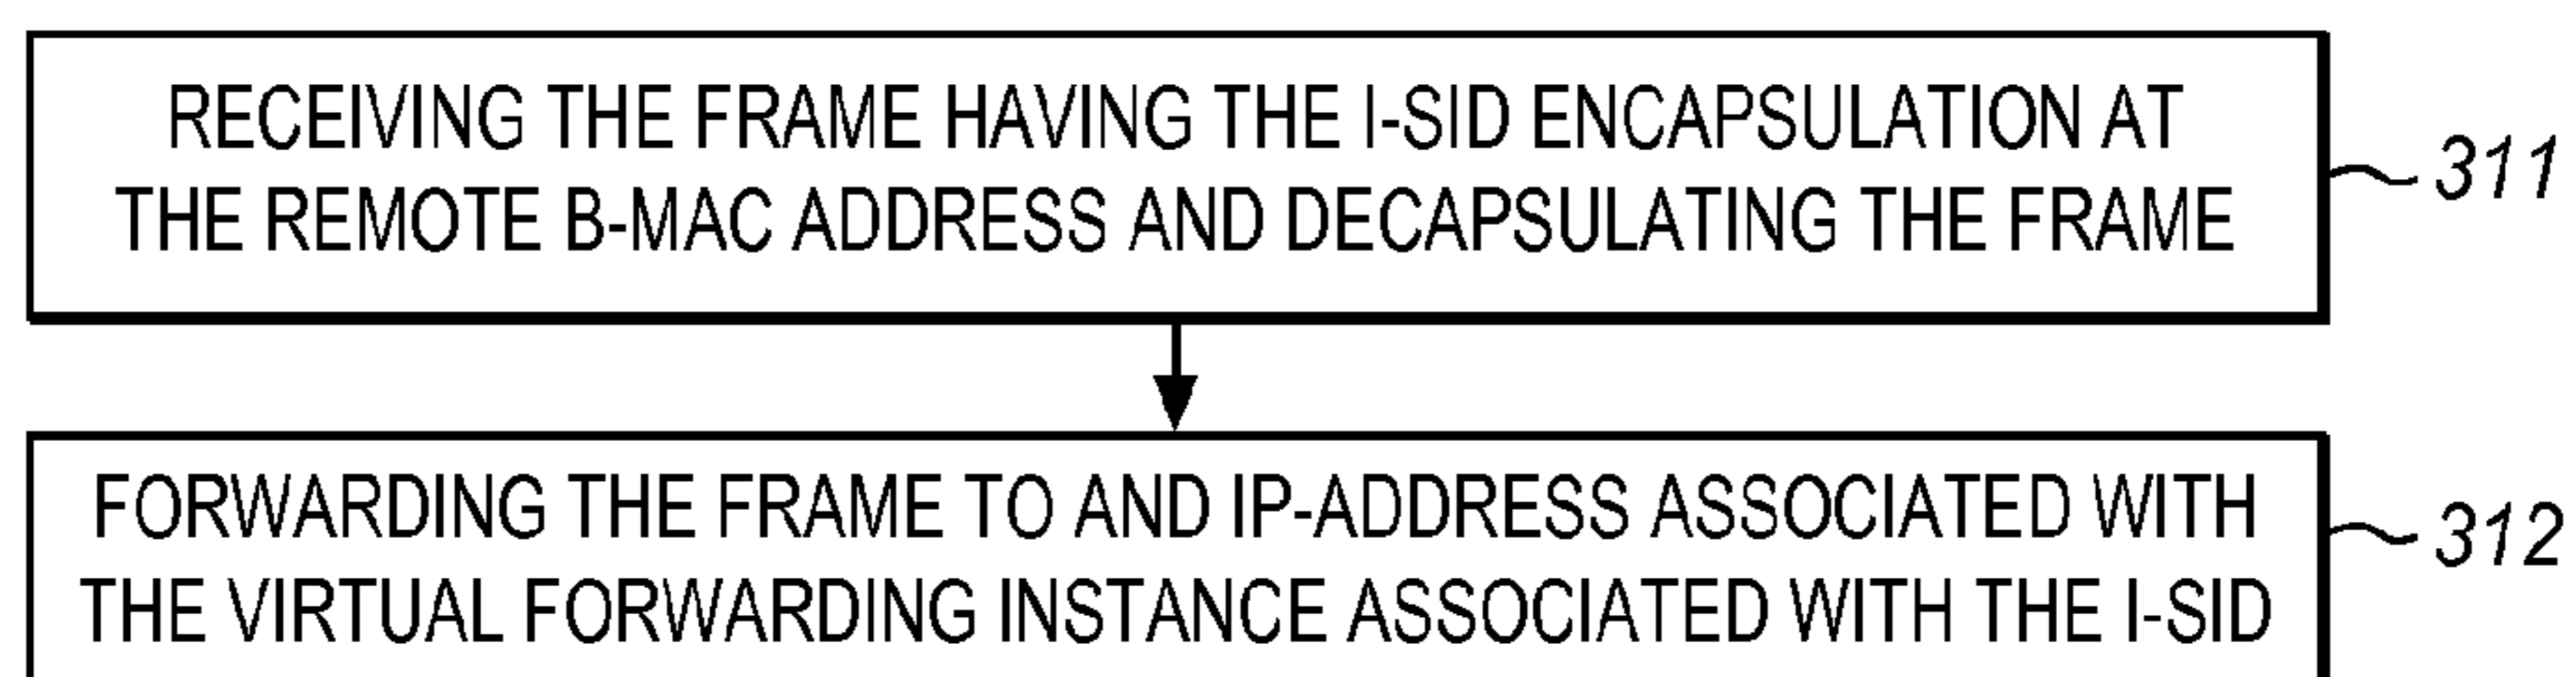 RECEIVING THE FRAME HAVING THE I-SID ENCAPSULATION AT
THE REMOTE B-MAC ADDRESS AND DECAPSULATING THE FRAME
311
FORWARDING THE FRAME TO AND IP-ADDRESS ASSOCIATED WITH
THE VIRTUAL FORWARDING INSTANCE ASSOCIATED WITH THE I-SID
312